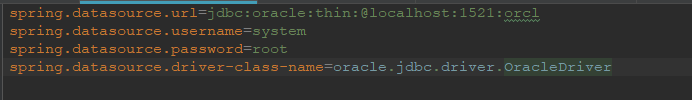 spring.datasource.url=jdbc:oracle:thin:@localhost:1521:orcl
spring.datasource.username=system
spring.datasource.password=root
spring.datasource.driver-class-name=oracle.jdbc.driver.OracleDriver